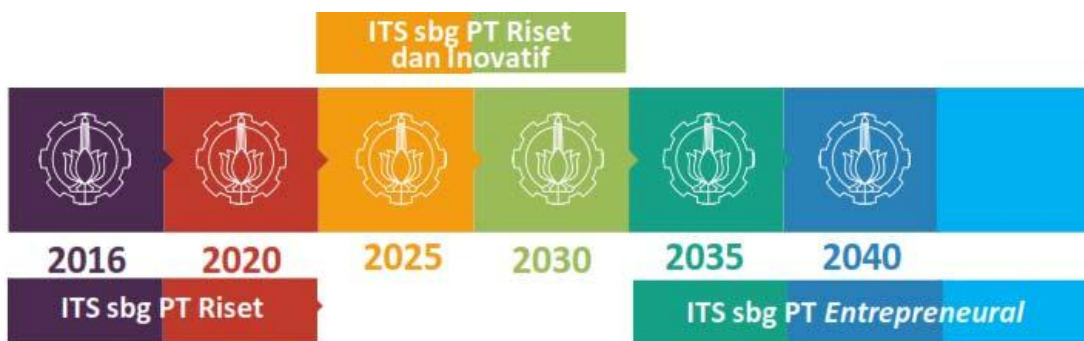 ITS sbg PT Riset
dan Inovatif
2016 2020 2025 2030 2035 2040
ITS sbg PT Riset
ITS sbg PT Entrepreneural